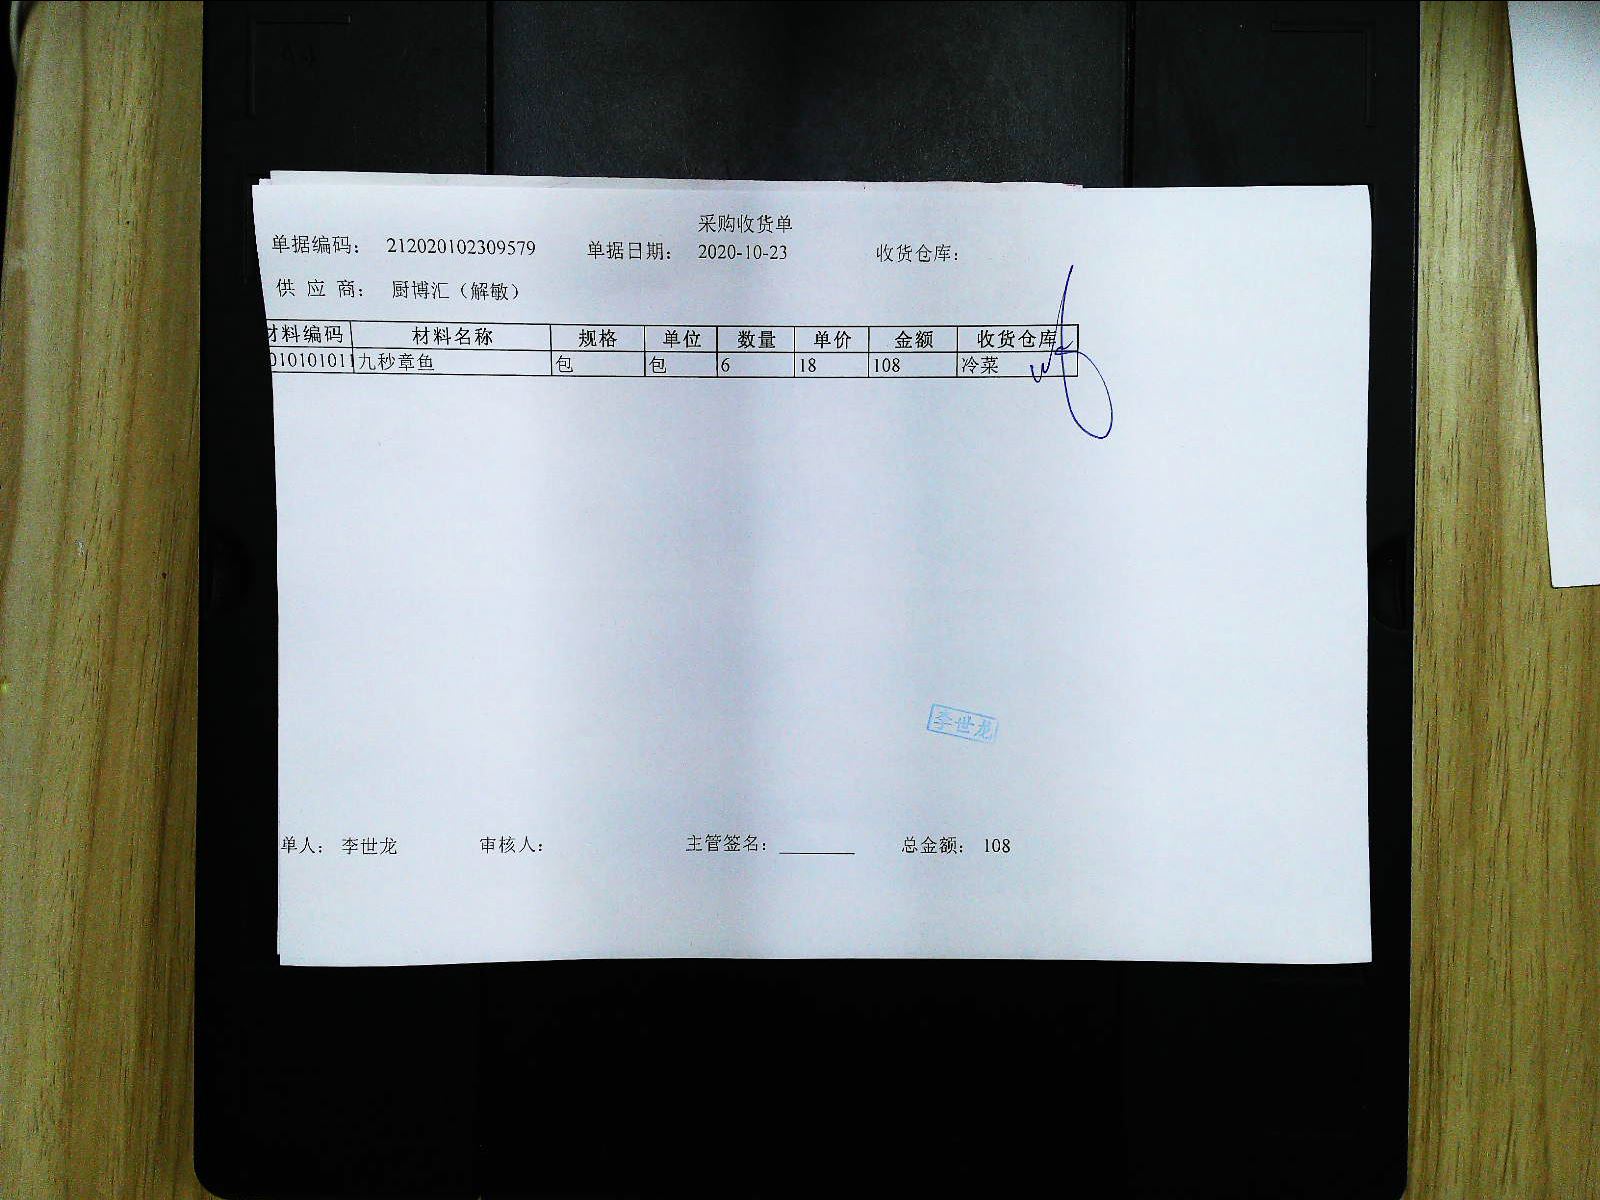 采购收货单
单据编码： 212020102309579 单据日期： 2020-10-23 收货仓库：
供 应 商： 厨博汇（解敏）
材料编码 材料名称 规格 单位 数量 单价 金额 收货仓库
010101011 九秒章鱼 包 包 6 18 108 冷菜
李世龙
单人： 李世龙 审核人： 主管签名： 总金额： 108